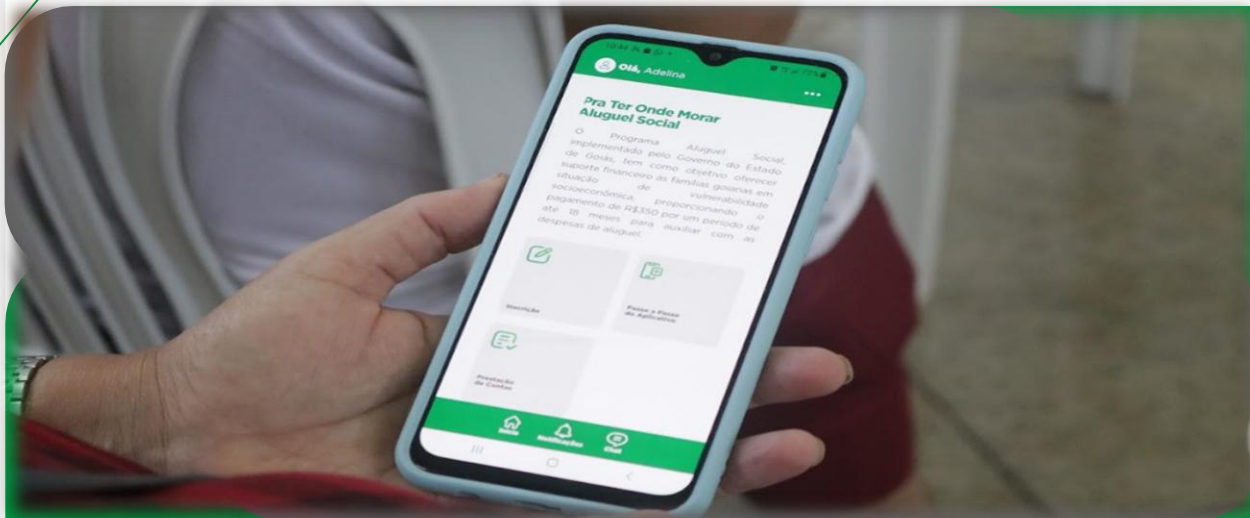 Olá, Adelina
Pra Ter Onde Morar
Aluguel Social
O Programa Aluguel Social,
implementado pelo Governo do Estado
de Goiás, tem como objetivo oferecer
suporte financeiro às famílias goianas em
situação de vulnerabilidade
socioeconômica, proporcionando o
pagamento de R$350 por um período de
até 18 meses para auxiliar com as
despesas de aluguel.
Inscrição
Passo a Passo
do Aplicativo
Prestação
de Contas
Início Notificações Chat